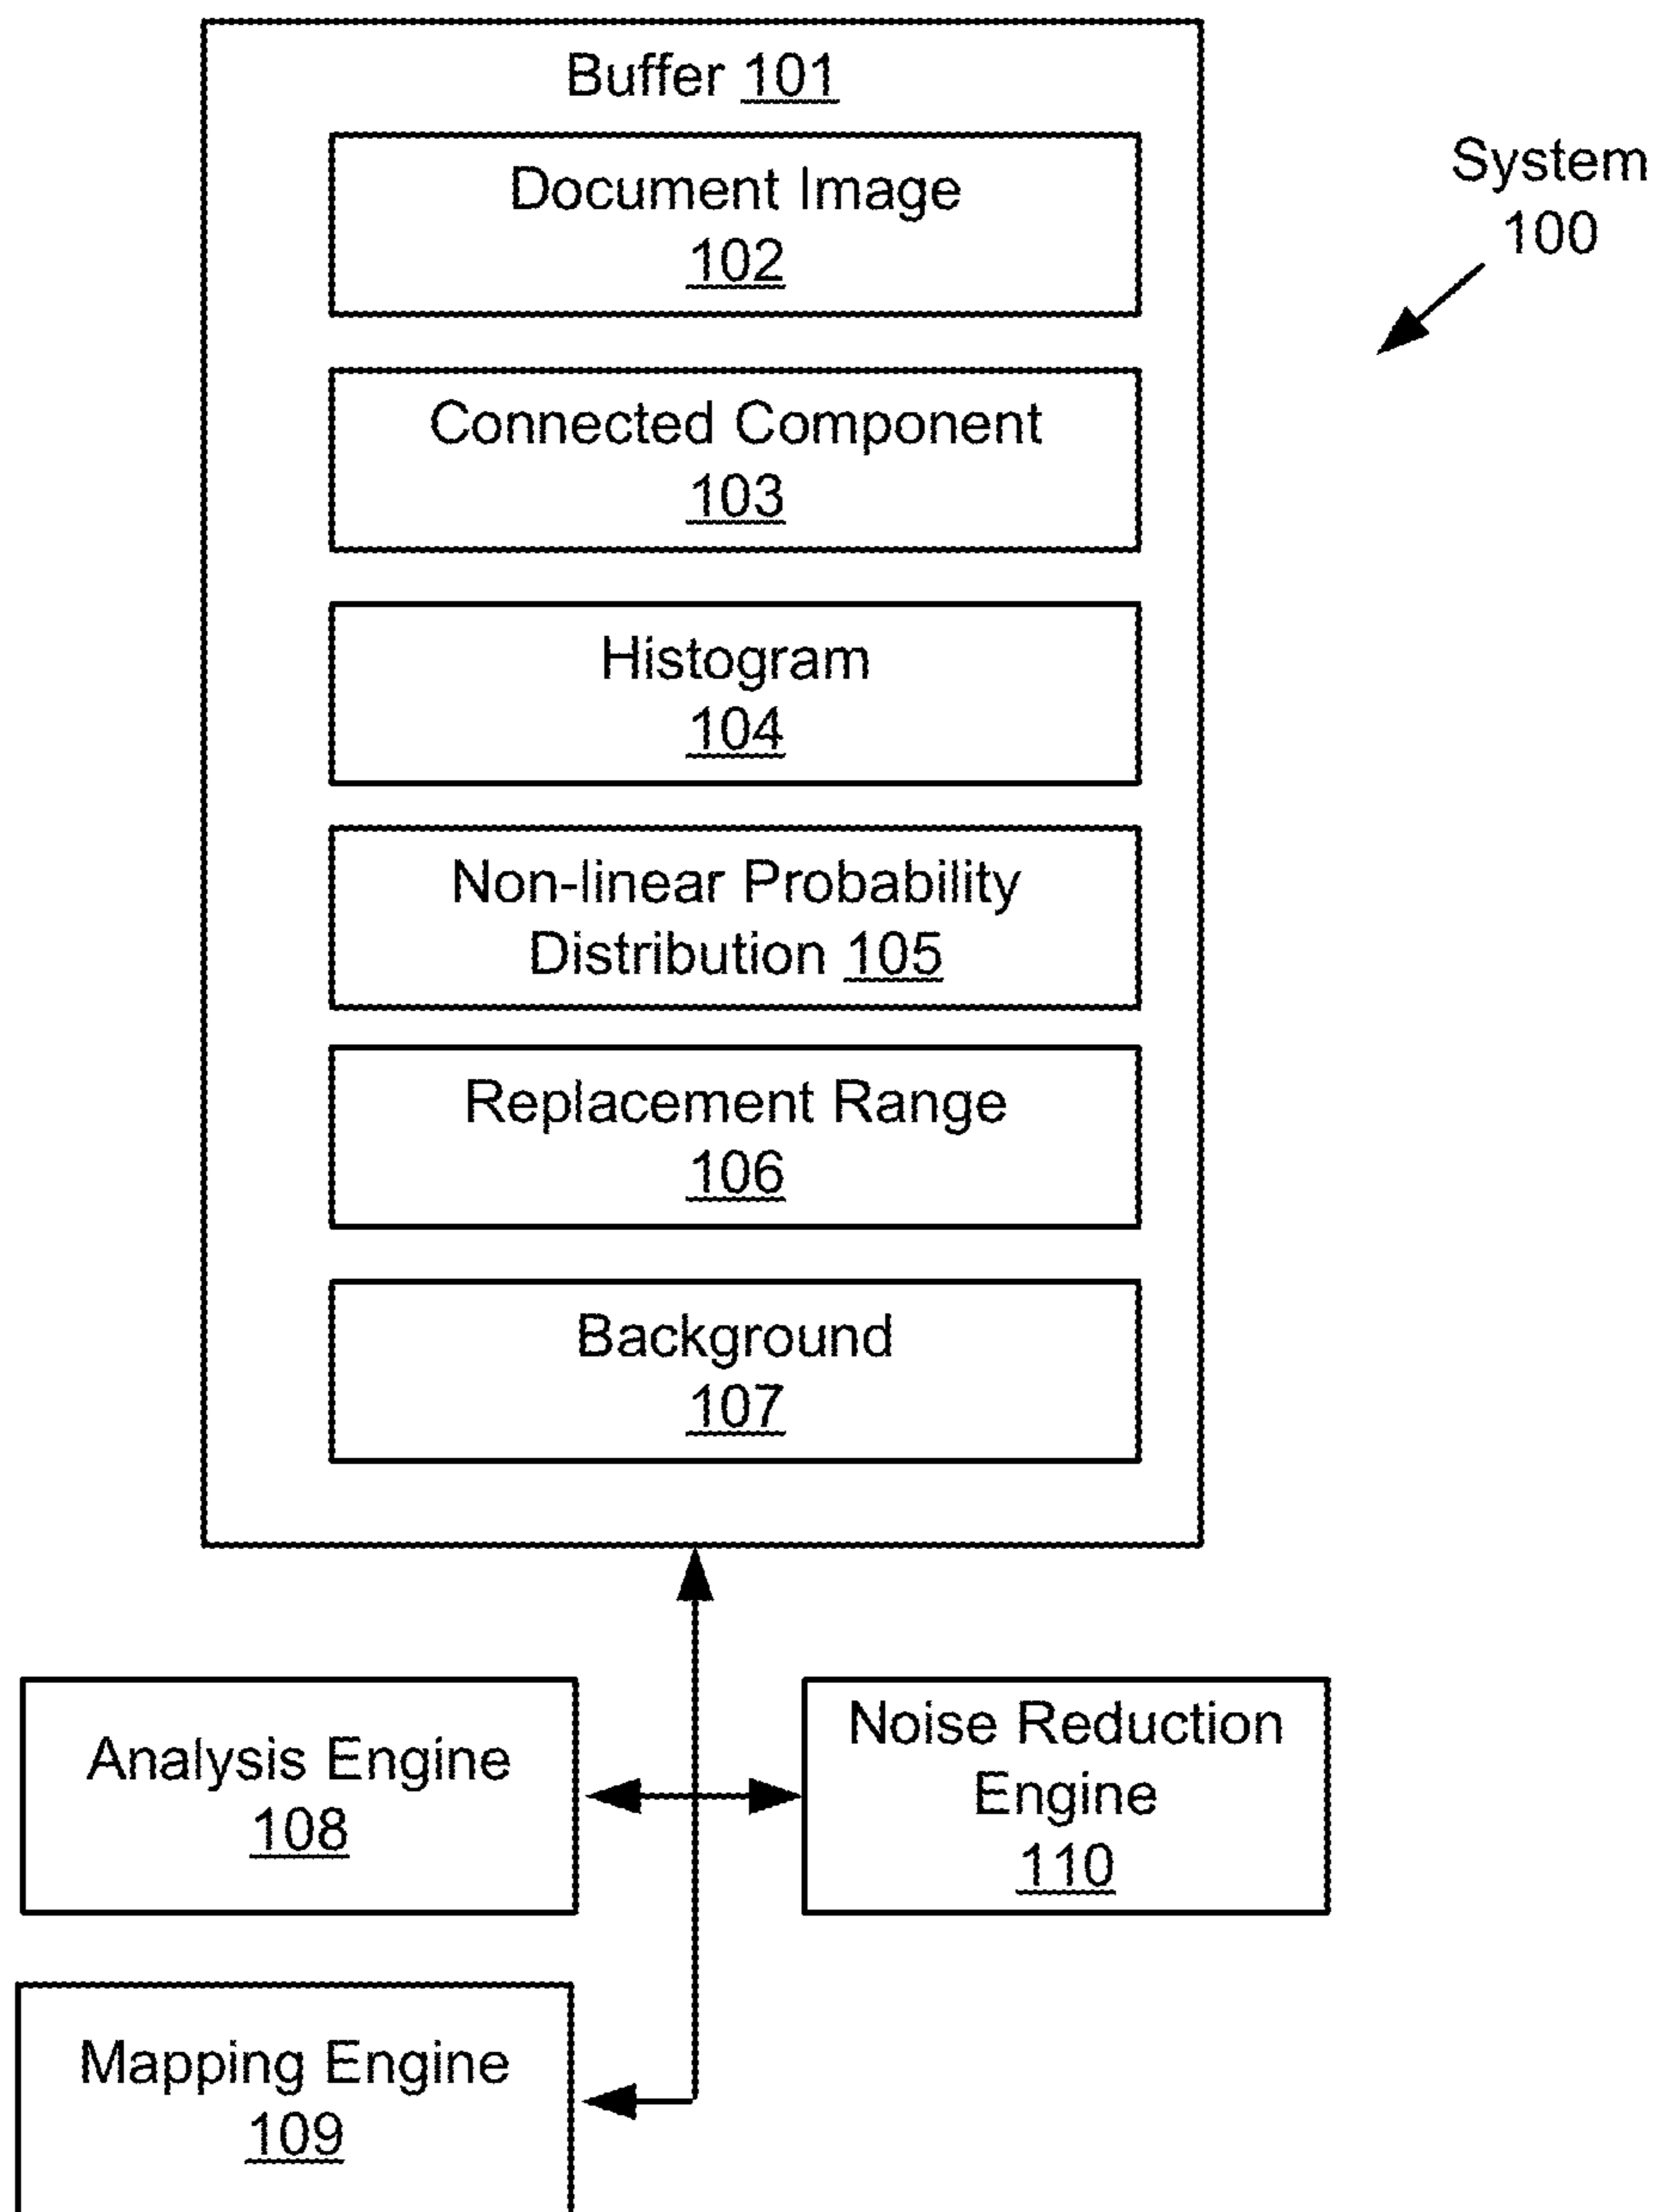 Buffer 101
Document Image
102
System
100
Connected Component
103
Histogram
104
Non-linear Probability
Distribution 105
Replacement Range
106
Background
107
Analysis Engine
108
Noise Reduction
Engine
110
Mapping Engine
109